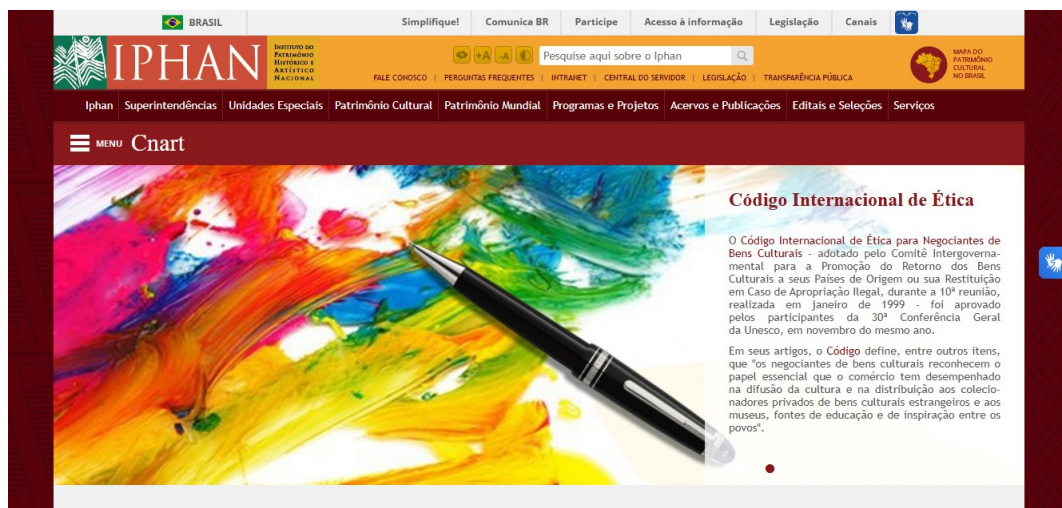 BRASIL Simplifique! Comunica BR Participe Acesso à informação Legislação Canais
IPHAN
INSTITUTO DO
PATRIMÔNIO
HISTÓRICO E
ARTÍSTICO
NACIONAL
+A -A Pesquise aqui sobre o Iphan
FALE CONOSCO | PERGUNTAS FREQUENTES | INTRANET | CENTRAL DO SERVIDOR | LEGISLAÇÃO | TRANSPARÊNCIA PÚBLICA
MAPA DO
PATRIMÔNIO
CULTURAL
NO BRASIL
Iphan Superintendências Unidades Especiais Patrimônio Cultural Patrimônio Mundial Programas e Projetos Acervos e Publicações Editais e Seleções Serviços
MENU Cnart
Código Internacional de Ética
O Código Internacional de Ética para Negociantes de
Bens Culturais - adotado pelo Comitê Intergoverna-
mental para a Promoção do Retorno dos Bens
Culturais a seus Países de Origem ou sua Restituição
em Caso de Apropriação Ilegal, durante a 10ª reunião,
realizada em janeiro de 1999 - foi aprovado
pelos participantes da 30ª Conferência Geral
da Unesco, em novembro do mesmo ano.
Em seus artigos, o Código define, entre outros itens,
que "os negociantes de bens culturais reconhecem o
papel essencial que o comércio tem desempenhado
na difusão da cultura e na distribuição aos colecio-
nadores privados de bens culturais estrangeiros e aos
museus, fontes de educação e de inspiração entre os
povos".